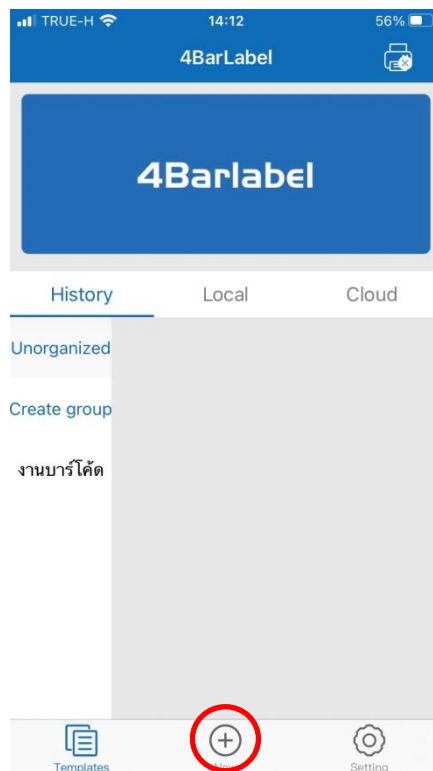 TRUE-H 14:12 56%
4BarLabel
4Barlabel
History Local Cloud
Unorganized
Create group
งานบาร์โค้ด
Templates New Setting